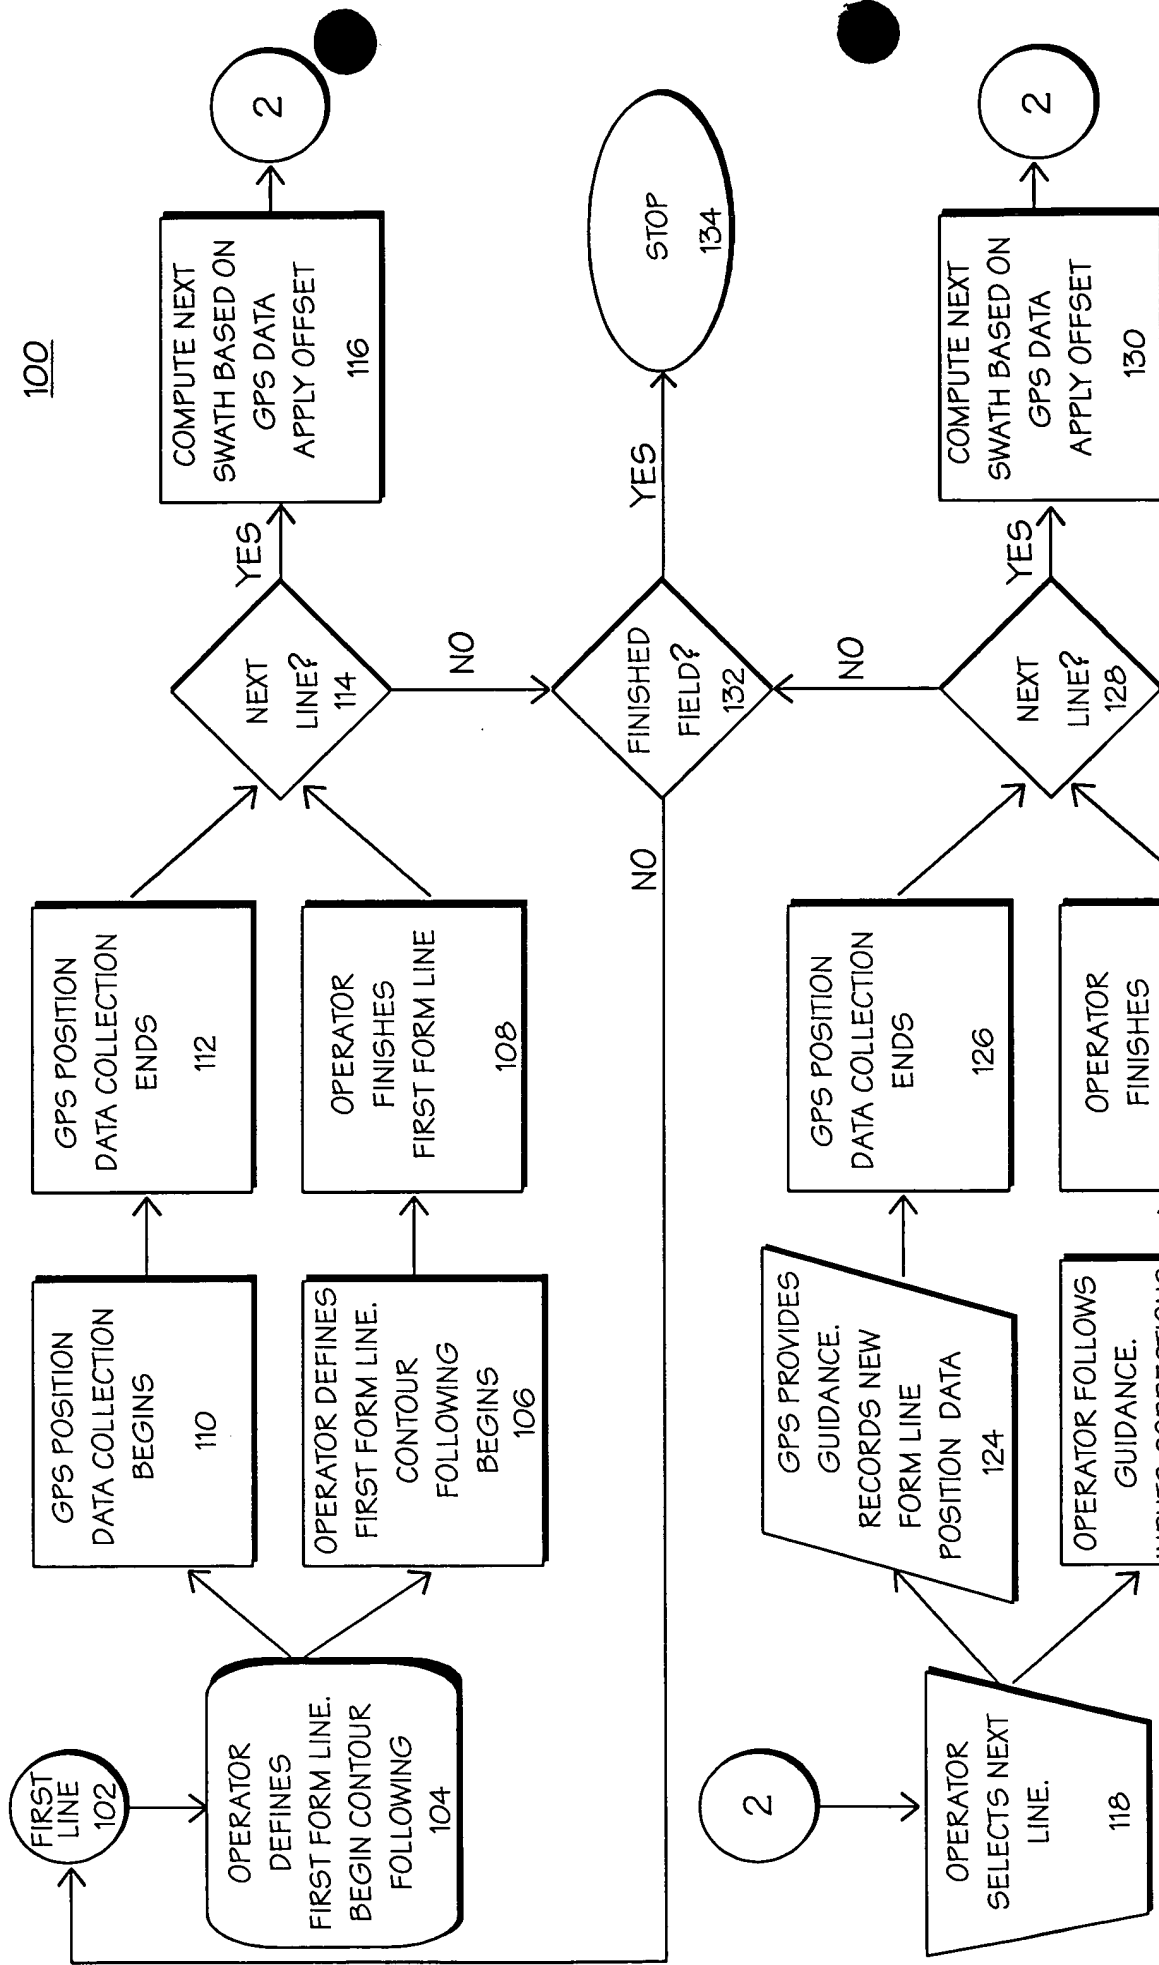 100
FIRST
LINE
102
OPERATOR
DEFINES
FIRST FORM LINE.
BEGIN CONTOUR
FOLLOWING
104
GPS POSITION
DATA COLLECTION
BEGINS
110
GPS POSITION
DATA COLLECTION
ENDS
112
OPERATOR DEFINES
FIRST FORM LINE.
CONTOUR
FOLLOWING
BEGINS
106
OPERATOR
FINISHES
FIRST FORM LINE
108
NEXT
LINE?
114
YES
NO
COMPUTE NEXT
SWATH BASED ON
GPS DATA
APPLY OFFSET
116
2
FINISHED
FIELD?
132
YES
NO
STOP
134
2
OPERATOR
SELECTS NEXT
LINE.
118
GPS PROVIDES
GUIDANCE.
RECORDS NEW
FORM LINE
POSITION DATA
124
GPS POSITION
DATA COLLECTION
ENDS
126
OPERATOR FOLLOWS
GUIDANCE.
OPERATOR
FINISHES
NEXT
LINE?
128
YES
NO
COMPUTE NEXT
SWATH BASED ON
GPS DATA
APPLY OFFSET
130
2